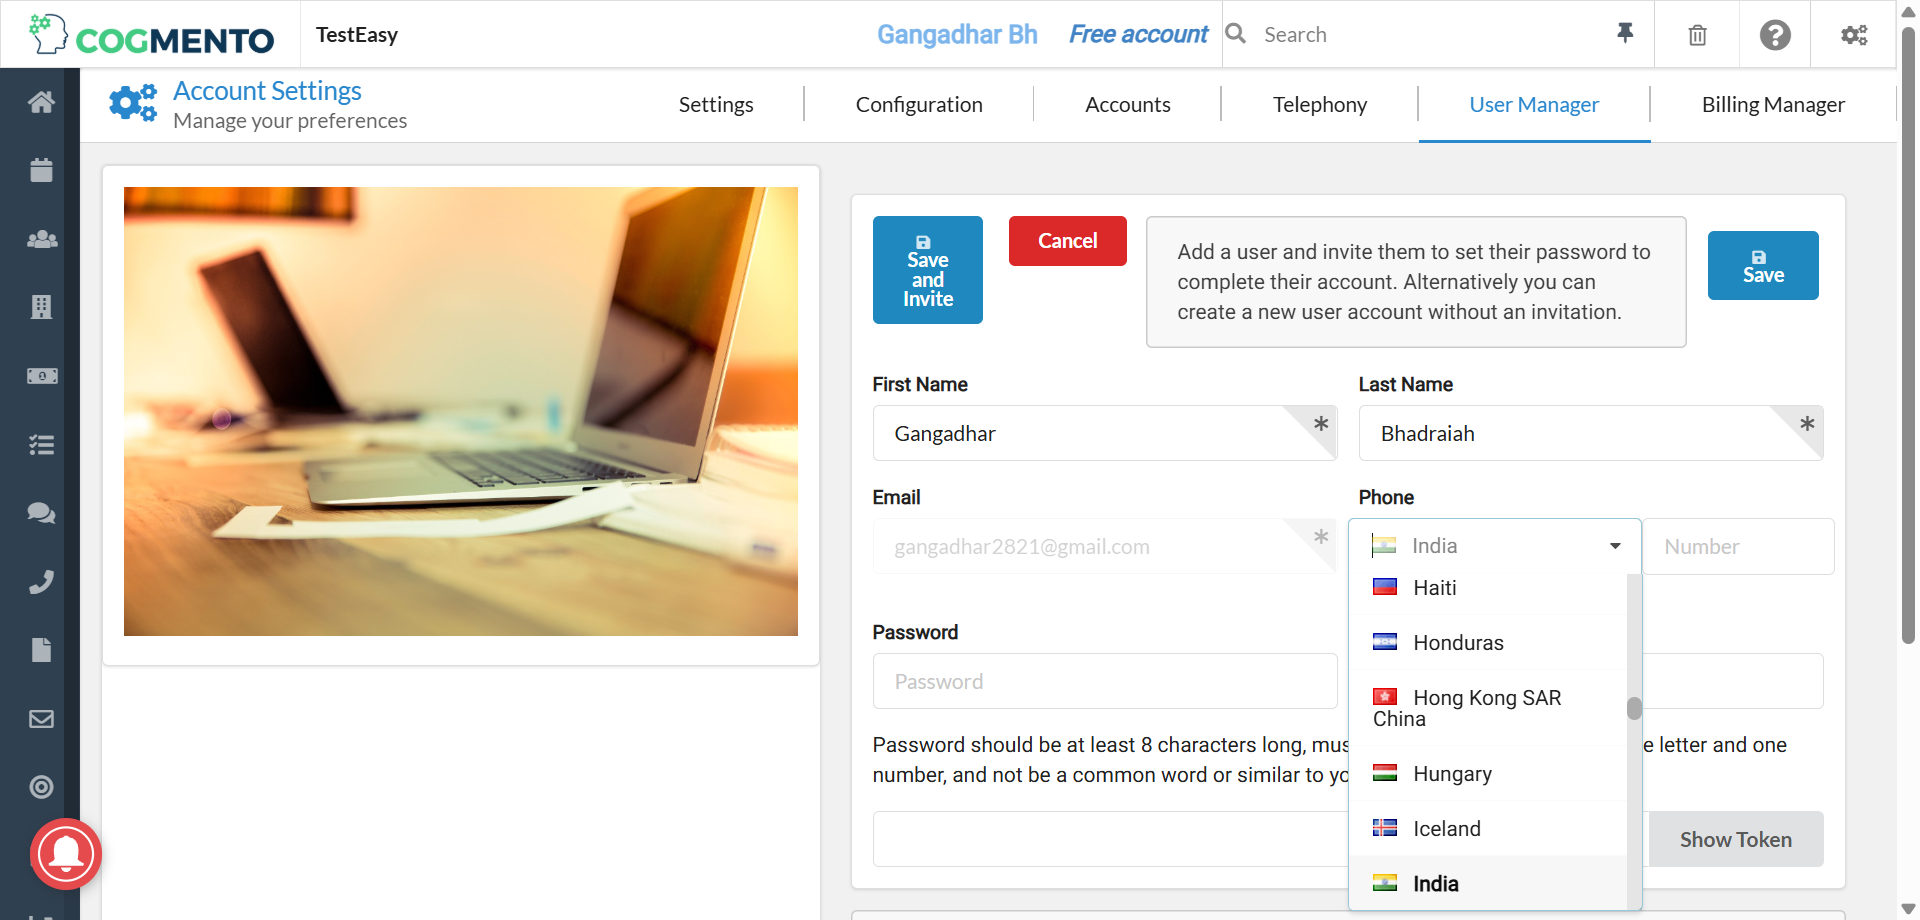 COGMENTO
TestEasy
Gangadhar Bh
Free account
Search
Account Settings
Manage your preferences
Settings
Configuration
Accounts
Telephony
User Manager
Billing Manager
Save
and
Invite
Cancel
Add a user and invite them to set their password to
complete their account. Alternatively you can
create a new user account without an invitation.
Save
First Name
Last Name
Gangadhar
*
Bhadraiah
*
Email
Phone
gangadhar2821@gmail.com
*
India
Number
Haiti
Honduras
Hong Kong SAR
China
Hungary
Iceland
India
Password
Password
Password should be at least 8 characters long, mus
e letter and one
number, and not be a common word or similar to yo
Show Token